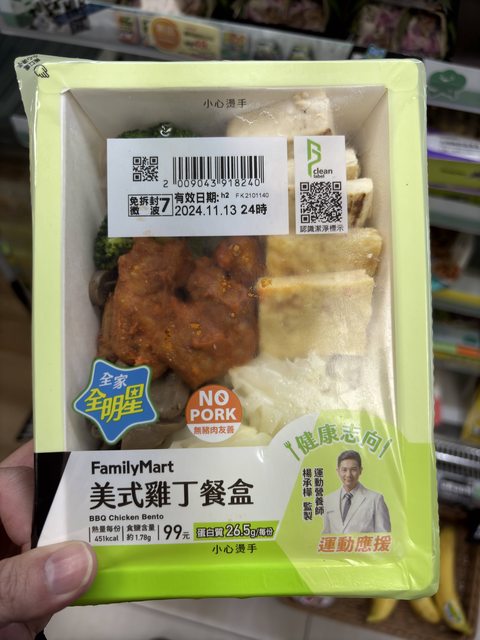 小心燙手
clean
label
2 009043 918240
免拆封
微波7
有效日期: h2 FK2101140
2024.11.13 24時
認識潔淨標示
全家
全明星
NO
PORK
無豬肉友善
健康志向
FamilyMart
美式雞丁餐盒
BBQ Chicken Bento
運動營養師
楊承樺 監製
熱量每份
451kcal
食鹽含量
約1.78g
99元
蛋白質 26.5g/每份
運動應援
小心燙手